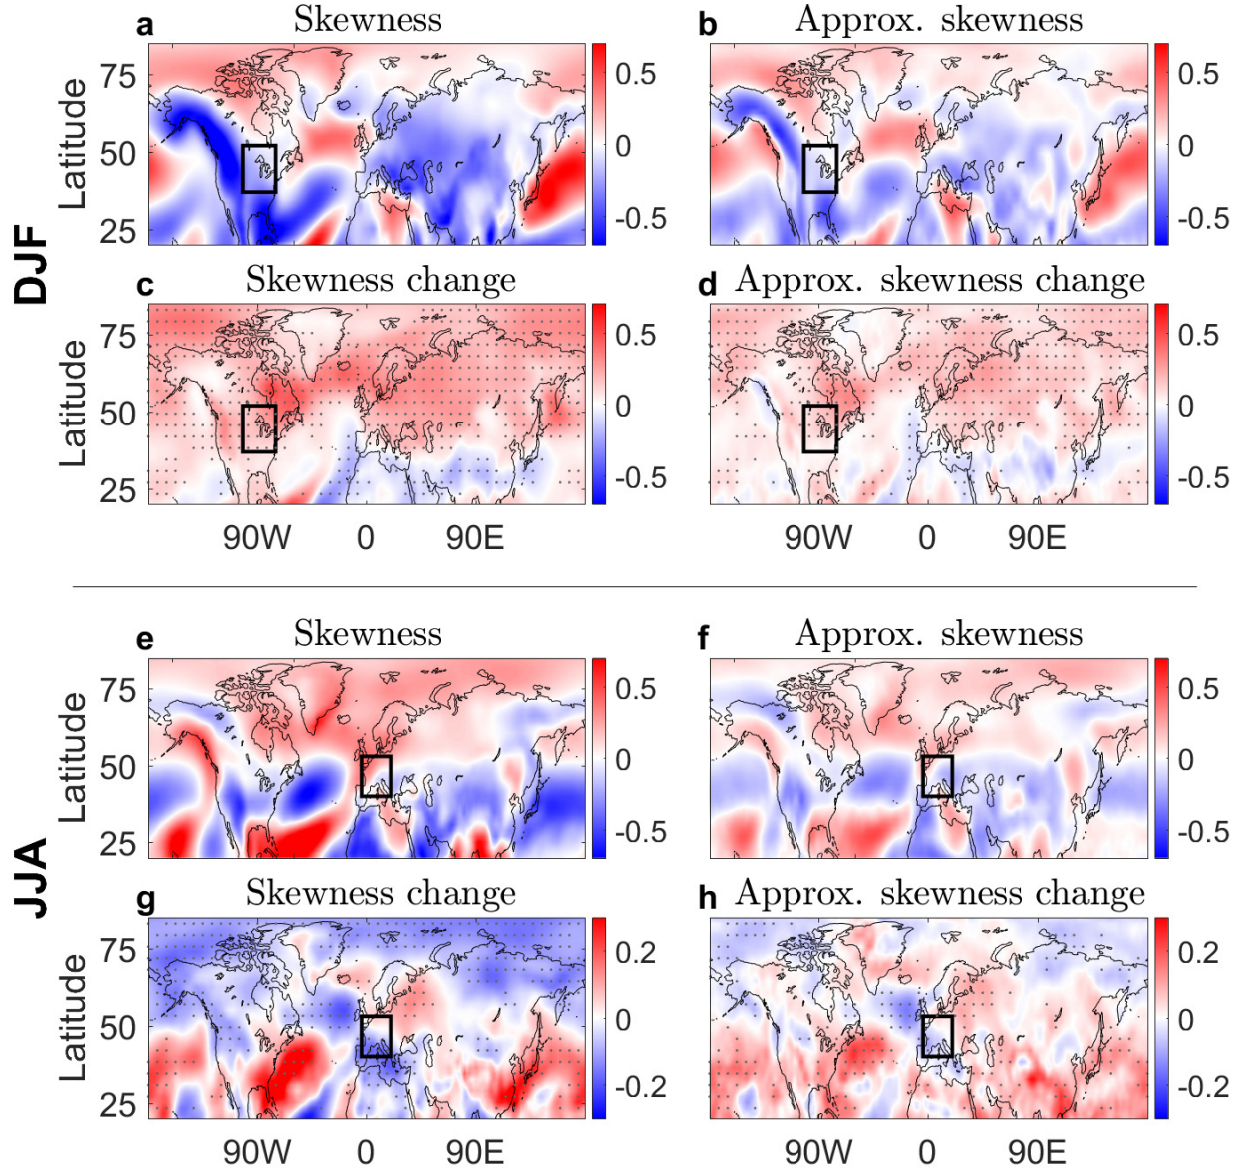 a Skewness
b Approx. skewness
DJF
Latitude
75
50
25
0.5
0
-0.5
0.5
0
-0.5
c Skewness change
d Approx. skewness change
Latitude
75
50
25
90W 0 90E
0.5
0
-0.5
90W 0 90E
0.5
0
-0.5
e Skewness
f Approx. skewness
JJA
Latitude
75
50
25
0.5
0
-0.5
0.5
0
-0.5
g Skewness change
h Approx. skewness change
Latitude
75
50
25
90W 0 90E
0.2
0
-0.2
90W 0 90E
0.2
0
-0.2